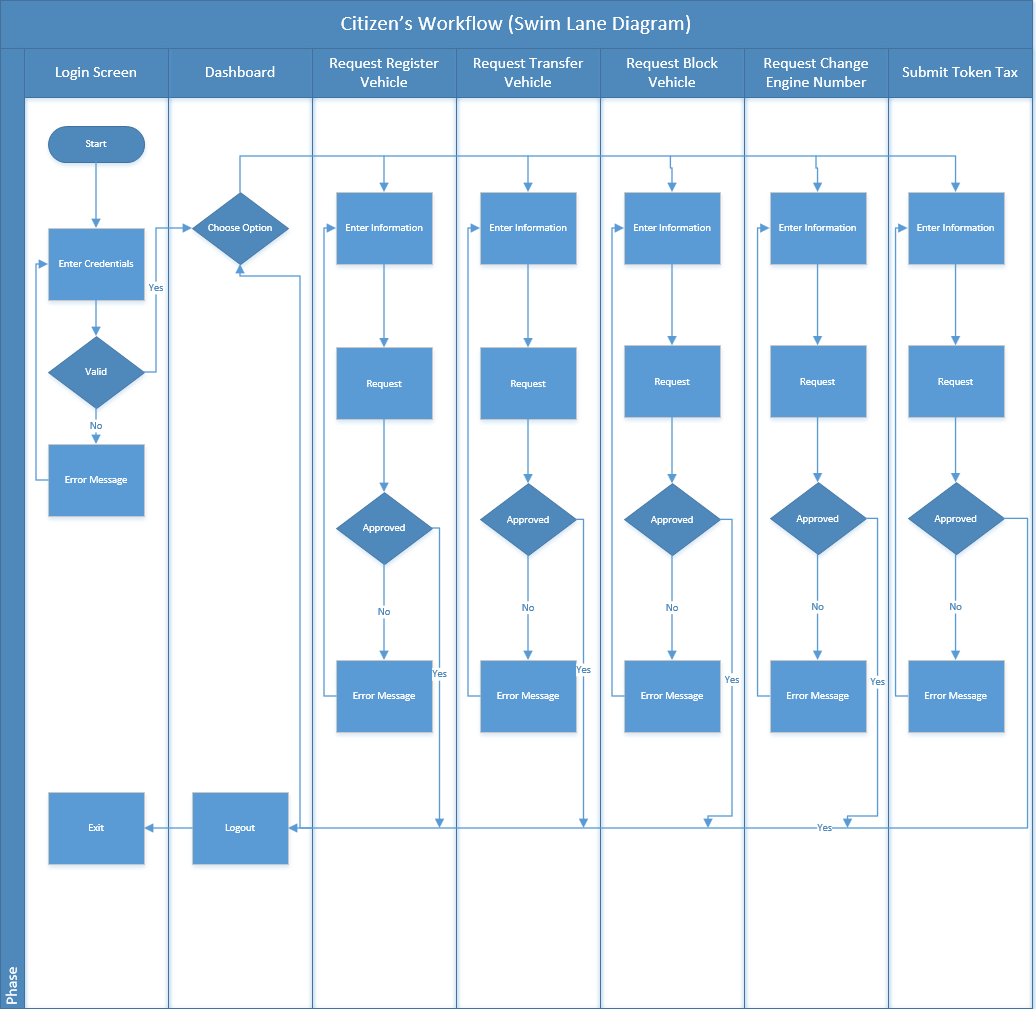 Citizen's Workflow (Swim Lane Diagram)
Login Screen
Dashboard
Request Register
Vehicle
Request Transfer
Vehicle
Request Block
Vehicle
Request Change
Engine Number
Submit Token Tax
Start
Enter Credentials
Yes
Valid
No
Error Message
Exit
Choose Option
Logout
Enter Information
Request
Approved
No
Yes
Error Message
Enter Information
Request
Approved
No
Yes
Error Message
Enter Information
Request
Approved
No
Yes
Error Message
Enter Information
Request
Approved
No
Yes
Error Message
Enter Information
Request
Approved
No
Error Message
Yes
Phase